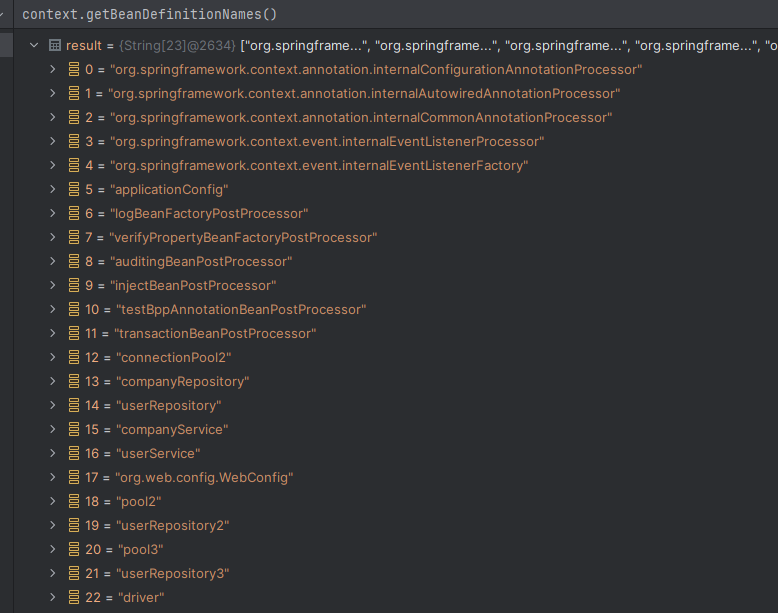 context.getBeanDefinitionNames()
result = {String[23]@2634} ["org.springframe...", "org.springframe...", "org.springframe...", "org.springframe...", "o
0 = "org.springframework.context.annotation.internalConfigurationAnnotationProcessor"
1 = "org.springframework.context.annotation.internalAutowiredAnnotationProcessor"
2 = "org.springframework.context.annotation.internalCommonAnnotationProcessor"
3 = "org.springframework.context.event.internalEventListenerProcessor"
4 = "org.springframework.context.event.internalEventListenerFactory"
5 = "applicationConfig"
6 = "logBeanFactoryPostProcessor"
7 = "verifyPropertyBeanFactoryPostProcessor"
8 = "auditingBeanPostProcessor"
9 = "injectBeanPostProcessor"
10 = "testBppAnnotationBeanPostProcessor"
11 = "transactionBeanPostProcessor"
12 = "connectionPool2"
13 = "companyRepository"
14 = "userRepository"
15 = "companyService"
16 = "userService"
17 = "org.web.config.WebConfig"
18 = "pool2"
19 = "userRepository2"
20 = "pool3"
21 = "userRepository3"
22 = "driver"